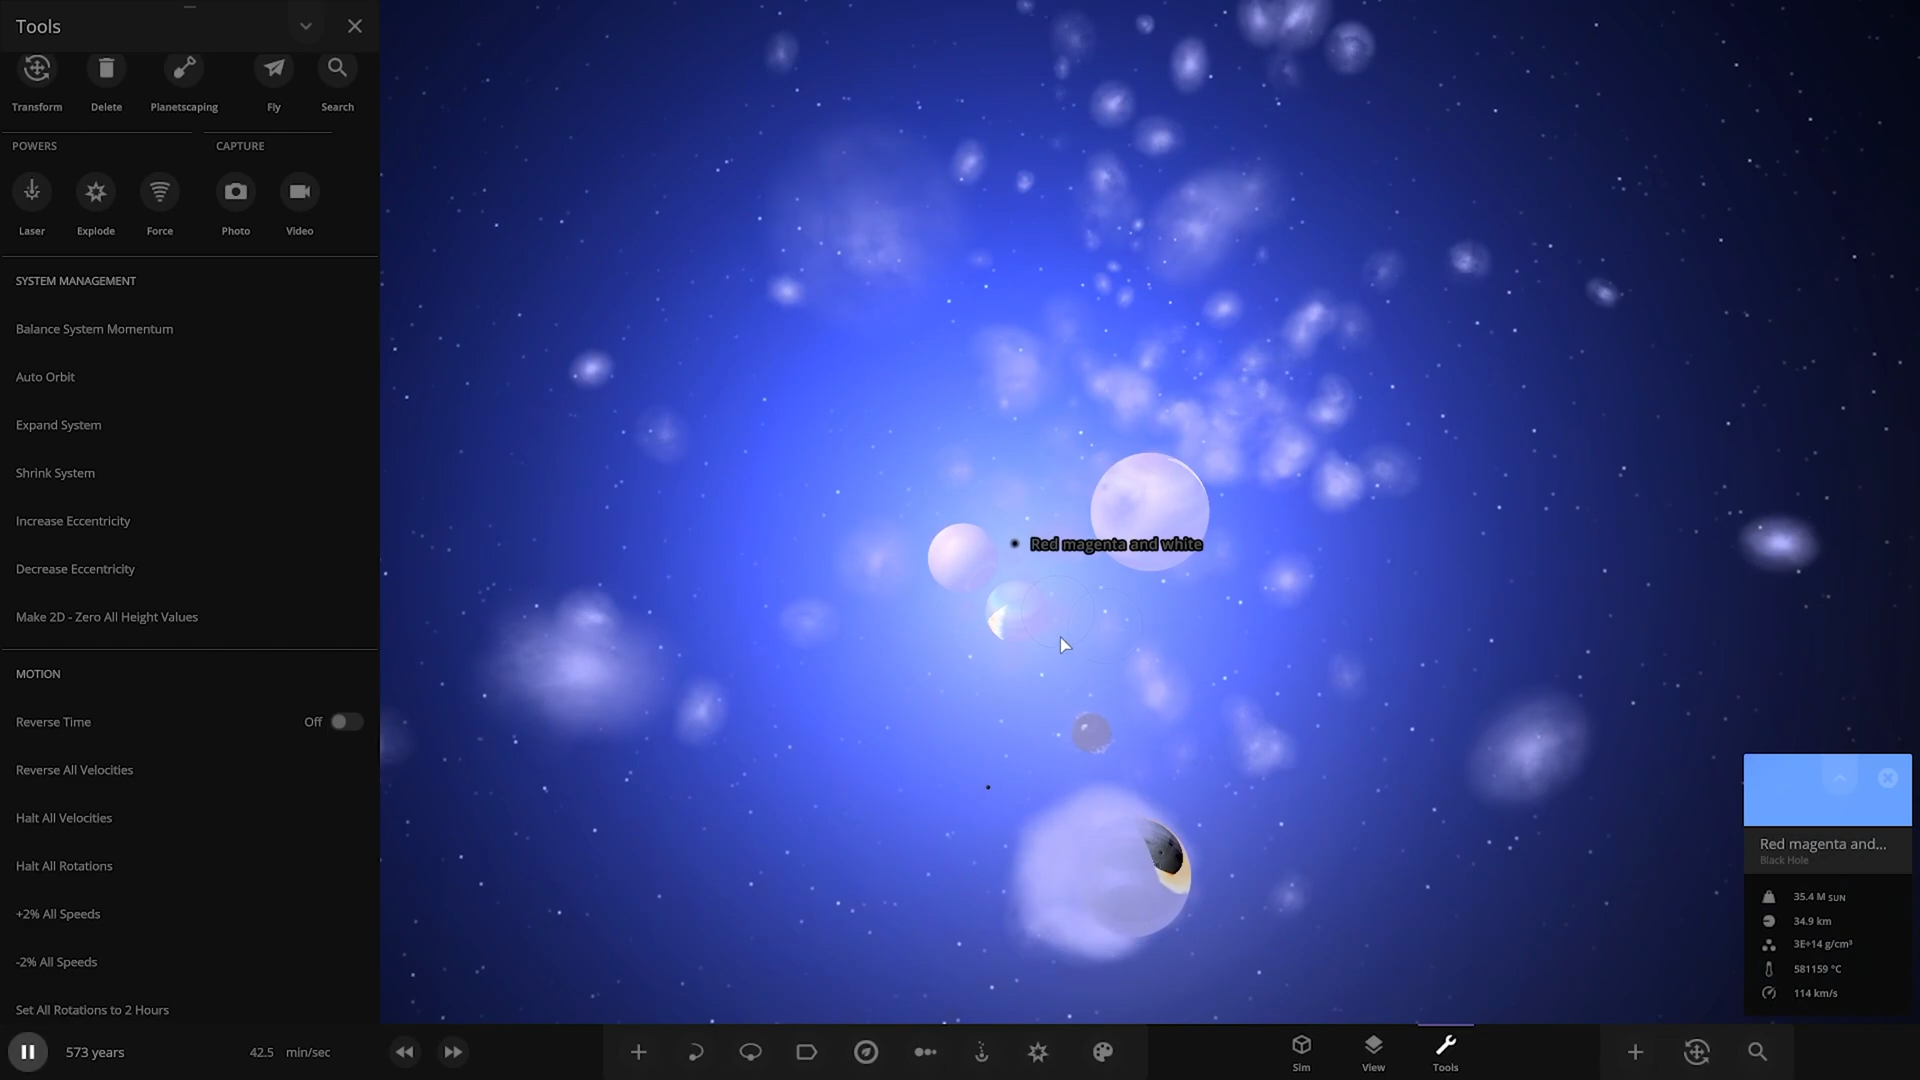 Tools
Transform
Delete
Planetscaping
Fly
Search
POWERS
CAPTURE
Laser
Explode
Force
Photo
Video
SYSTEM MANAGEMENT
Balance System Momentum
Auto Orbit
Expand System
Shrink System
Increase Eccentricity
Decrease Eccentricity
Make 2D - Zero All Height Values
MOTION
Reverse Time
Off
Reverse All Velocities
Halt All Velocities
Halt All Rotations
+2% All Speeds
-2% All Speeds
Set All Rotations to 2 Hours
Red magenta and white
Red magenta and...
Black Hole
35.4 M SUN
34.9 km
3E+14 g/cm³
581159 °C
114 km/s
573 years
42.5 min/sec
Sim
View
Tools